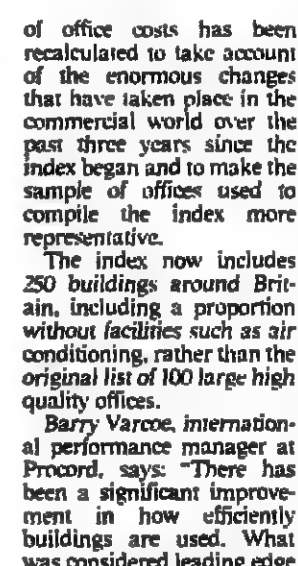 of office costs has been
recalculated to take account
of the enormous changes
that have taken place in the
commercial world over the
past three years since the
index began and to make the
sample of offices used to
compile the index more
representative.
The index now includes
250 buildings around Brit-
ain, including a proportion
without facilities such as air
conditioning, rather than the
original list of 100 large high
quality offices.
Barry Varcoe, internation-
al performance manager at
Procord, says: "There has
been a significant improve-
ment in how efficiently
buildings are used. What
was considered leading edge